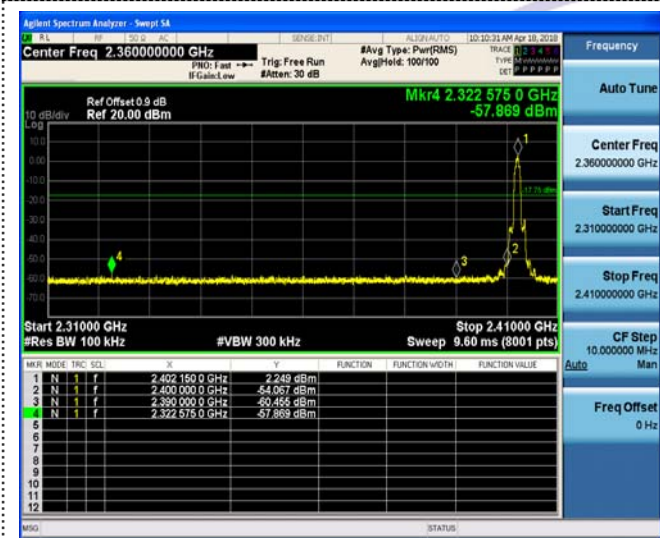 Agilent Spectrum Analyzer - Swept SA
RL RF 50 Ω AC SENSE:INT ALIGN AUTO 10:10:31 AM Apr 18, 2018
Center Freq 2.360000000 GHz #Avg Type: Pwr(RMS) TRACE 1 2 3 4 5 6
PNO: Fast Trig: Free Run Avg|Hold: 100/100 TYPE M
IFGain:Low #Atten: 30 dB DET P P P P P P
Frequency
Auto Tune
Center Freq
2.360000000 GHz
Start Freq
2.310000000 GHz
Stop Freq
2.410000000 GHz
CF Step
10.000000 MHz
Auto Man
Freq Offset
0 Hz
Ref Offset 0.9 dB Mkr4 2.322 575 0 GHz
10 dB/div Ref 20.00 dBm -57.869 dBm
Log
10.0
0.00
-10.0
-20.0
-30.0
-40.0
-50.0
-60.0
-70.0
1
-17.75 dBm
4
3
2
Start 2.31000 GHz Stop 2.41000 GHz
#Res BW 100 kHz #VBW 300 kHz Sweep 9.60 ms (8001 pts)
MKR MODE TRC SCL X Y FUNCTION FUNCTION WIDTH FUNCTION VALUE
1 N 1 f 2.402 150 0 GHz 2.249 dBm
2 N 1 f 2.400 000 0 GHz -54.067 dBm
3 N 1 f 2.390 000 0 GHz -60.455 dBm
4 N 1 f 2.322 575 0 GHz -57.869 dBm
5
6
7
8
9
10
11
12
MSG STATUS